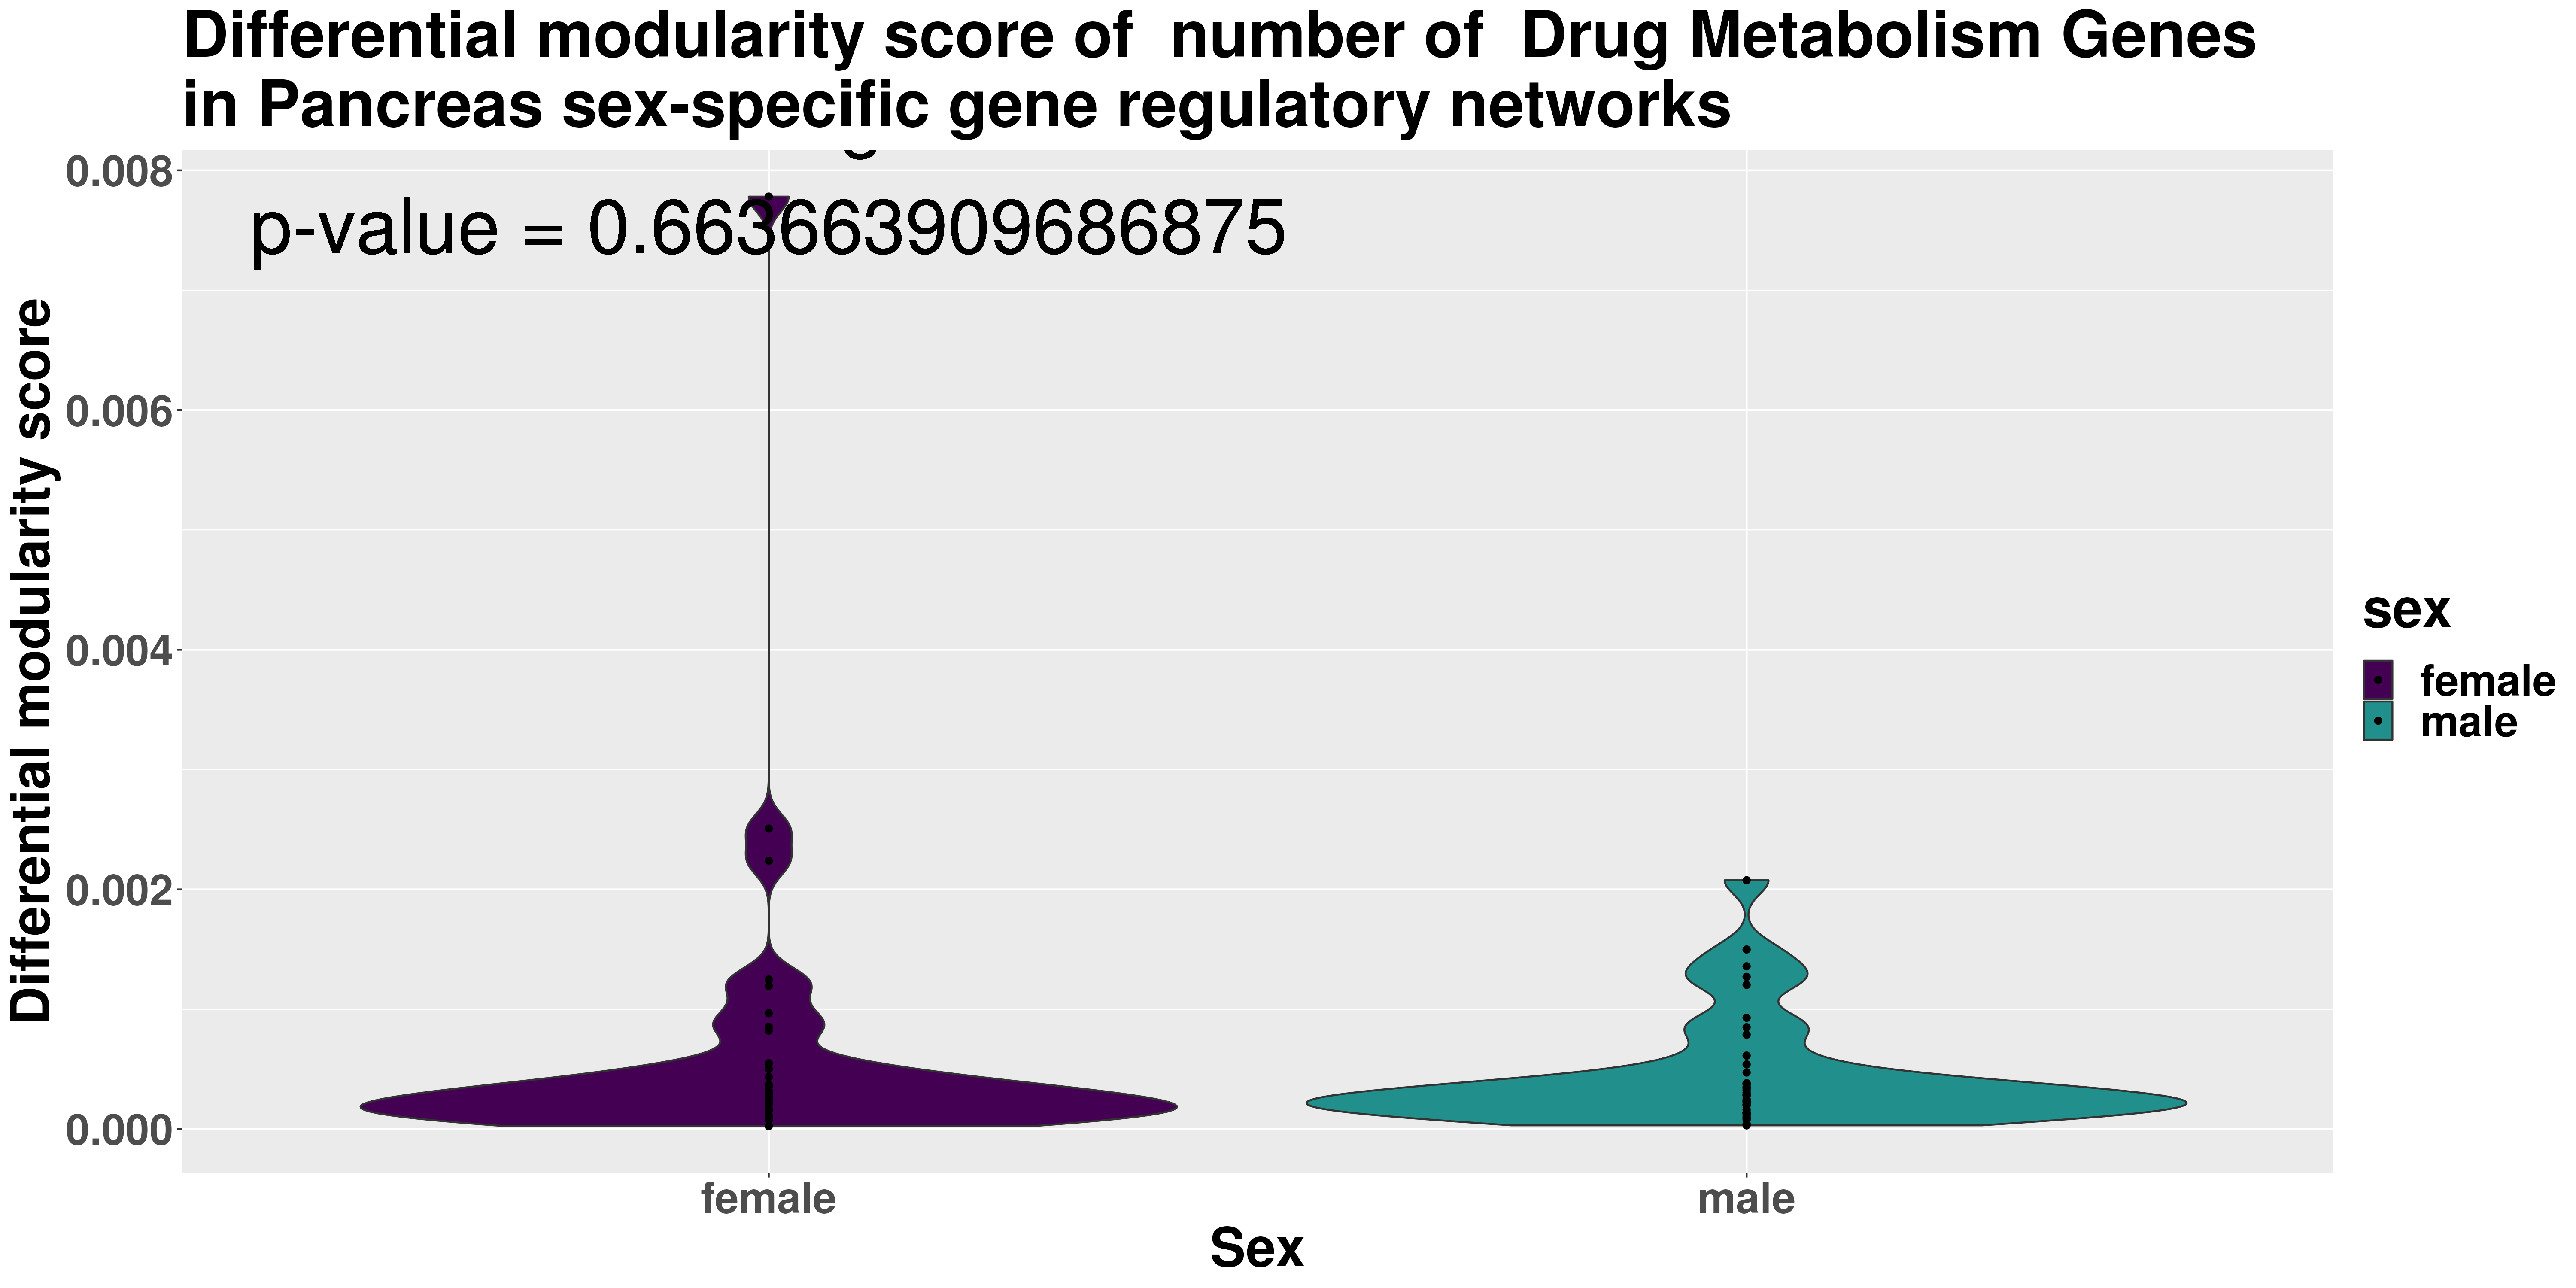 Differential modularity score of  number of  Drug Metabolism Genes
in Pancreas sex-specific gene regulatory networks
p-value = 0.663663909686875
Differential modularity score
0.008
0.006
0.004
0.002
0.000
female
male
Sex
sex
female
male